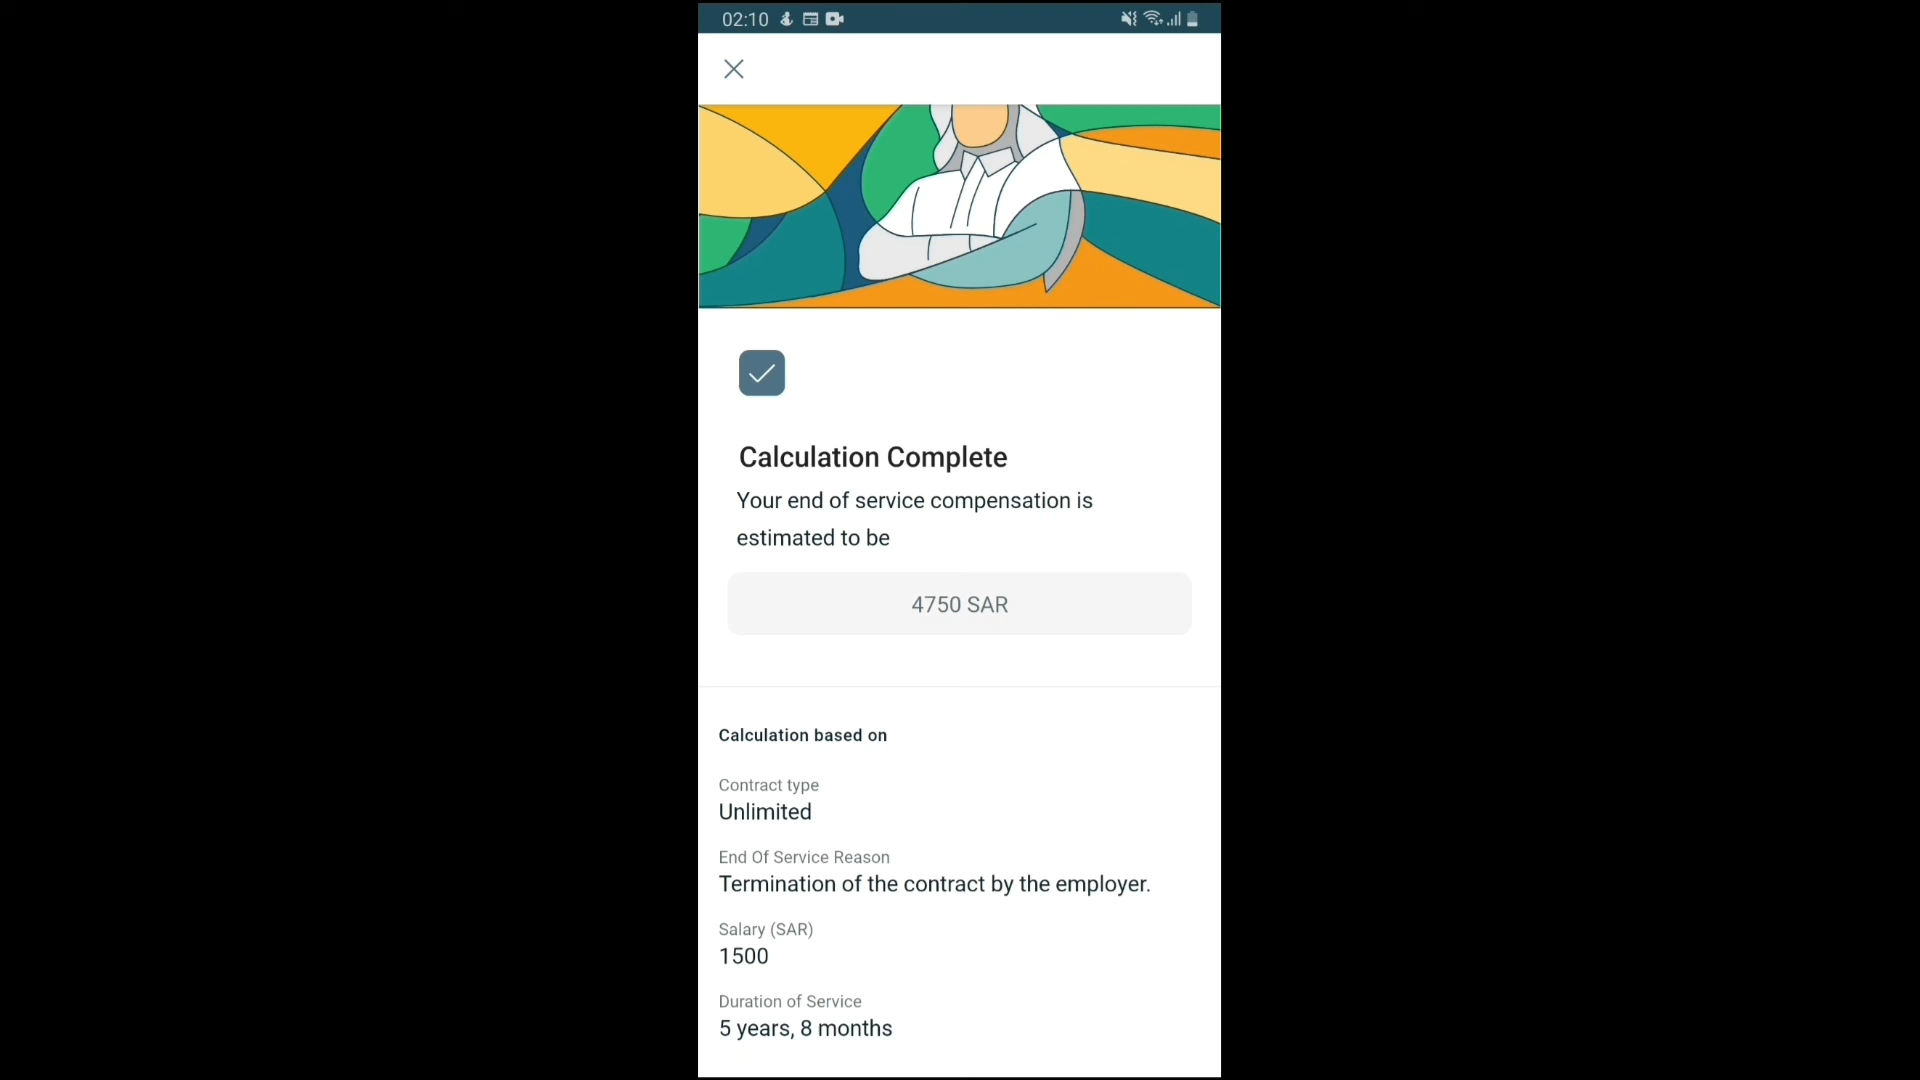 02:10
Calculation Complete
Your end of service compensation is
estimated to be
4750 SAR
Calculation based on
Contract type
Unlimited
End Of Service Reason
Termination of the contract by the employer.
Salary (SAR)
1500
Duration of Service
5 years, 8 months